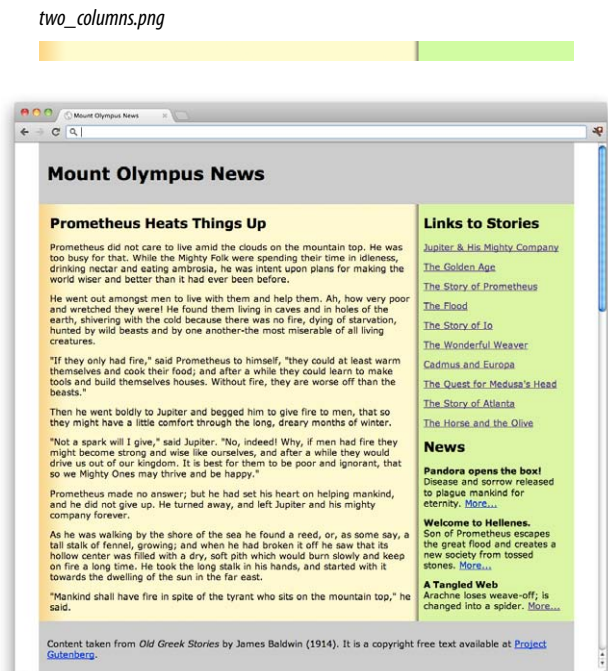 two_columns.png
Mount Olympus News
Mount Olympus News
Prometheus Heats Things Up
Prometheus did not care to live amid the clouds on the mountain top. He was
too busy for that. While the Mighty Folk were spending their time in idleness,
drinking nectar and eating ambrosia, he was intent upon plans for making the
world wiser and better than it had ever been before.
He went out amongst men to live with them and help them. Ah, how very poor
and wretched they were! He found them living in caves and in holes of the
earth, shivering with the cold because there was no fire, dying of starvation,
hunted by wild beasts and by one another-the most miserable of all living
creatures.
"If they only had fire," said Prometheus to himself, "they could at least warm
themselves and cook their food; and after a while they could learn to make
tools and build themselves houses. Without fire, they are worse off than the
beasts."
Then he went boldly to Jupiter and begged him to give fire to men, that so
they might have a little comfort through the long, dreary months of winter.
"Not a spark will I give," said Jupiter. "No, indeed! Why, if men had fire they
might become strong and wise like ourselves, and after a while they would
drive us out of our kingdom. It is best for them to be poor and ignorant, that
so we Mighty Ones may thrive and be happy."
Prometheus made no answer; but he had set his heart on helping mankind,
and he did not give up. He turned away, and left Jupiter and his mighty
company forever.
As he was walking by the shore of the sea he found a reed, or, as some say, a
tall stalk of fennel, growing; and when he had broken it off he saw that its
hollow center was filled with a dry, soft pith which would burn slowly and keep
on fire a long time. He took the long stalk in his hands, and started with it
towards the dwelling of the sun in the far east.
"Mankind shall have fire in spite of the tyrant who sits on the mountain top," he
said.
Links to Stories
Jupiter & His Mighty Company
The Golden Age
The Story of Prometheus
The Flood
The Story of Io
The Wonderful Weaver
Cadmus and Europa
The Quest for Medusa's Head
The Story of Atlanta
The Horse and the Olive
News
Pandora opens the box!
Disease and sorrow released
to plague mankind for
eternity. More...
Welcome to Hellenes.
Son of Prometheus escapes
the great flood and creates a
new society from tossed
stones. More...
A Tangled Web
Arachne loses weave-off; is
changed into a spider. More...
Content taken from Old Greek Stories by James Baldwin (1914). It is a copyright free text available at Project
Gutenberg.